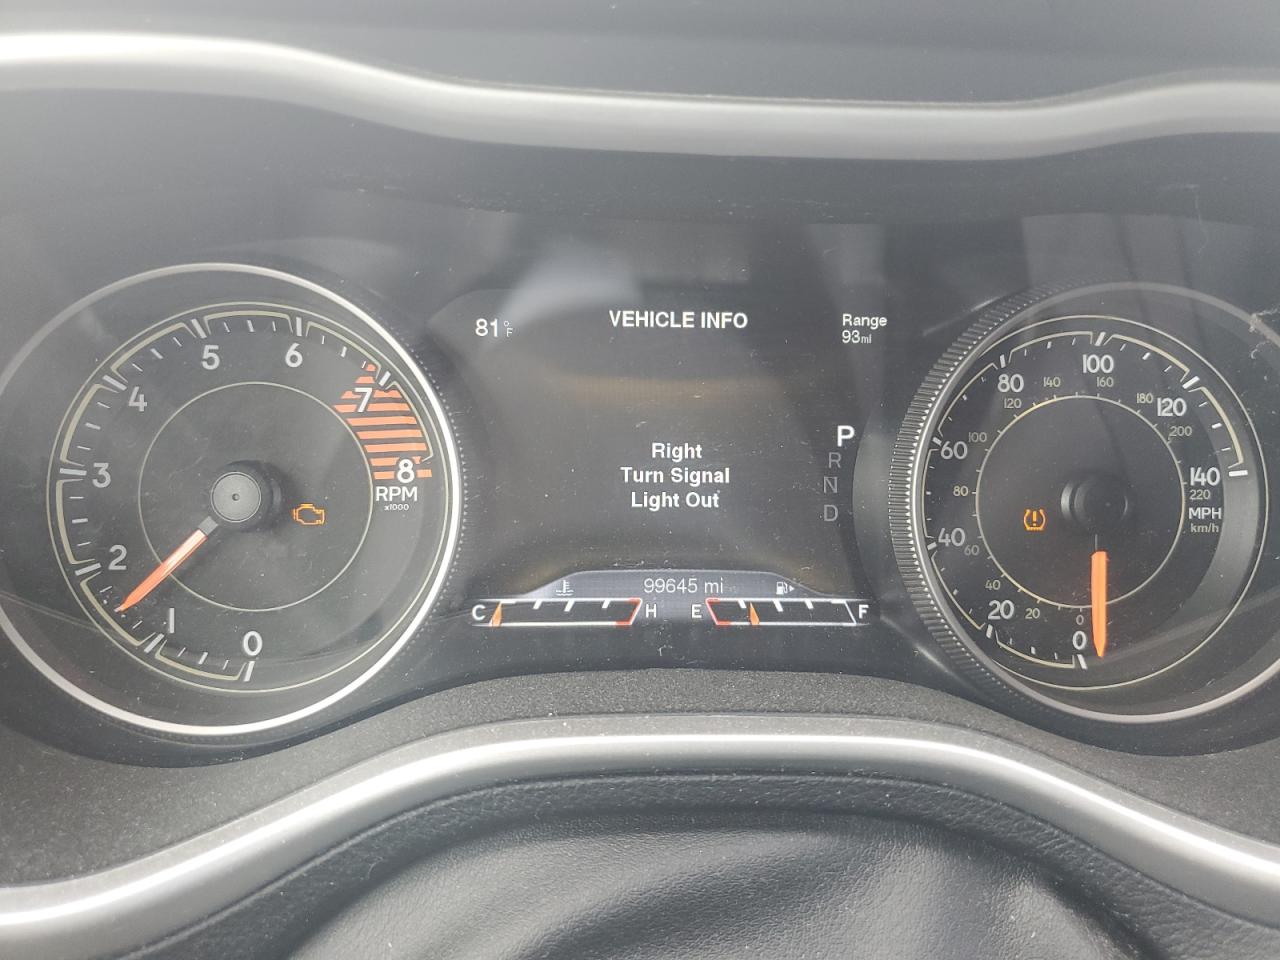 81°F
VEHICLE INFO
Range
93mi
Right
Turn Signal
Light Out
P
R
N
D
99645 mi
C
H
E
F
0
1
2
3
4
5
6
7
8
RPM
x1000
0
20
40
60
80
100
120
140
MPH
km/h
0
20
40
60
80
100
120
140
160
180
200
220